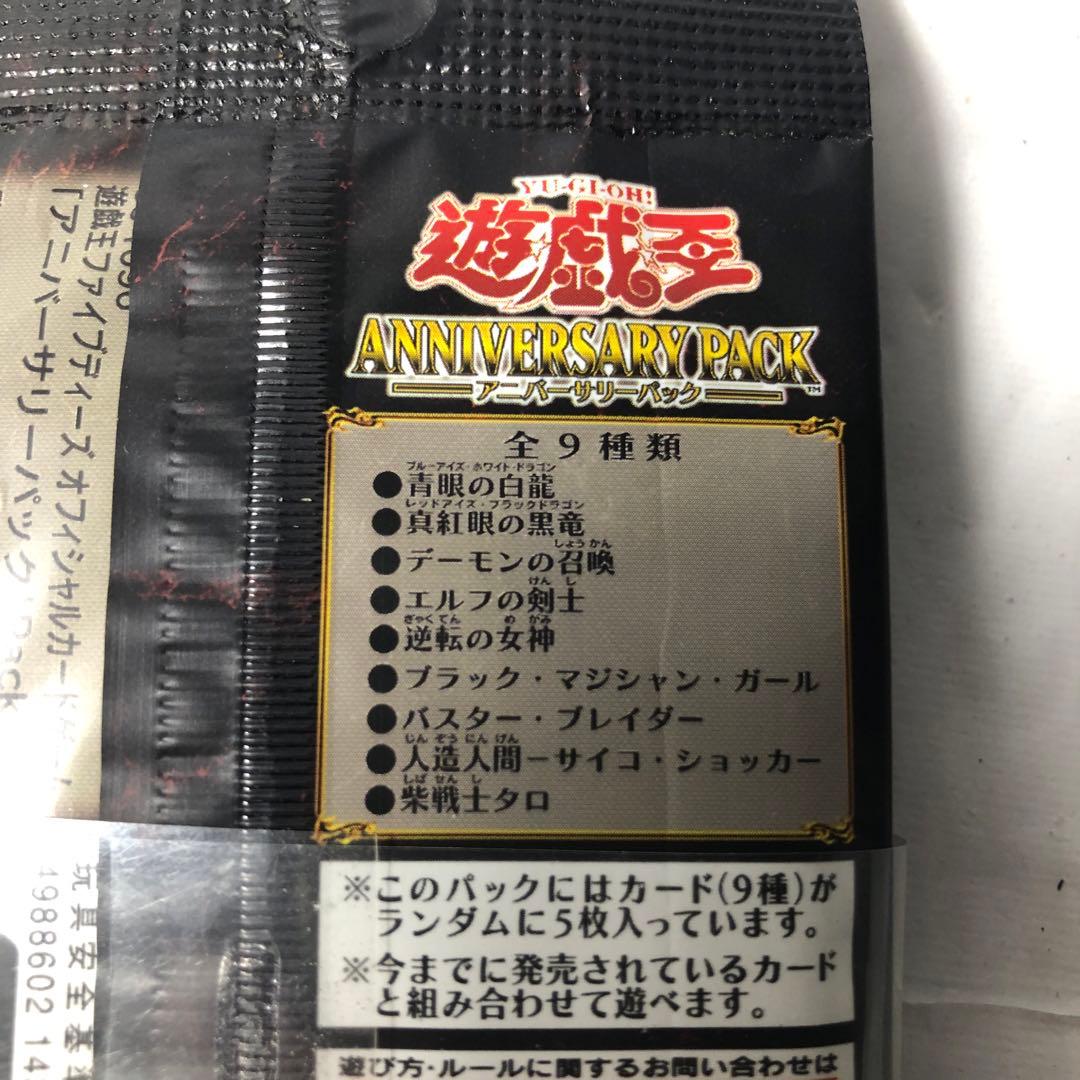 YU-GI-OH!
遊戯王
ANNIVERSARY PACK™
アニバーサリーパック
全9種類
ブルーアイズ・ホワイト・ドラゴン
●青眼の白龍
レッドアイズ・ブラックドラゴン
●真紅眼の黒竜
しょうかん
●デーモンの召喚
けんし
●エルフの剣士
ぎゃくてん めがみ
●逆転の女神
●ブラック・マジシャン・ガール
●バスター・ブレイダー
じんぞうにんげん
●人造人間－サイコ・ショッカー
しばせんし
●柴戦士タロ
※このパックにはカード(9種)が
ランダムに5枚入っています。
※今までに発売されているカード
と組み合わせて遊べます。
遊び方・ルールに関するお問い合わせは
遊戯王ファイブディーズ オフィシャルカード
「アニバーサリーパック
玩具安全基準
4988602 14